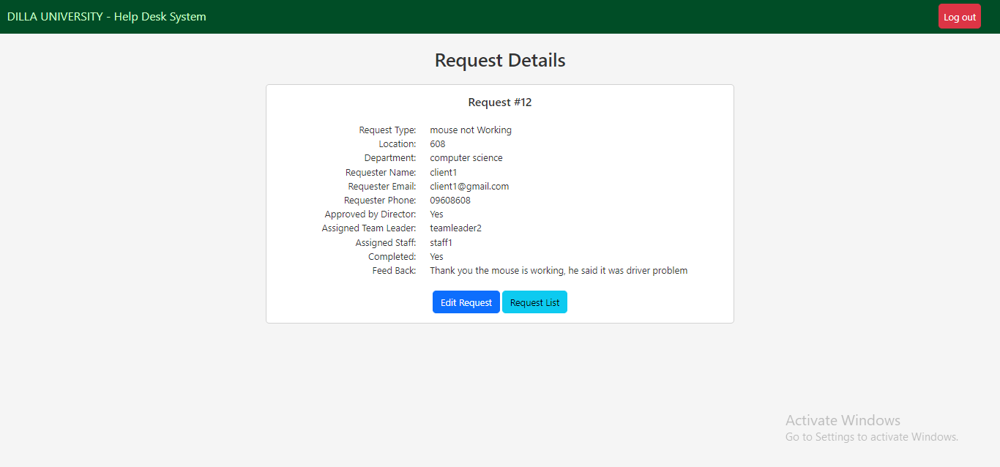 DILLA UNIVERSITY - Help Desk System
Log out
Request Details
Request #12
Request Type: mouse not Working
Location: 608
Department: computer science
Requester Name: client1
Requester Email: client1@gmail.com
Requester Phone: 09608608
Approved by Director: Yes
Assigned Team Leader: teamleader2
Assigned Staff: staff1
Completed: Yes
Feed Back: Thank you the mouse is working, he said it was driver problem
Edit Request Request List
Activate Windows
Go to Settings to activate Windows.